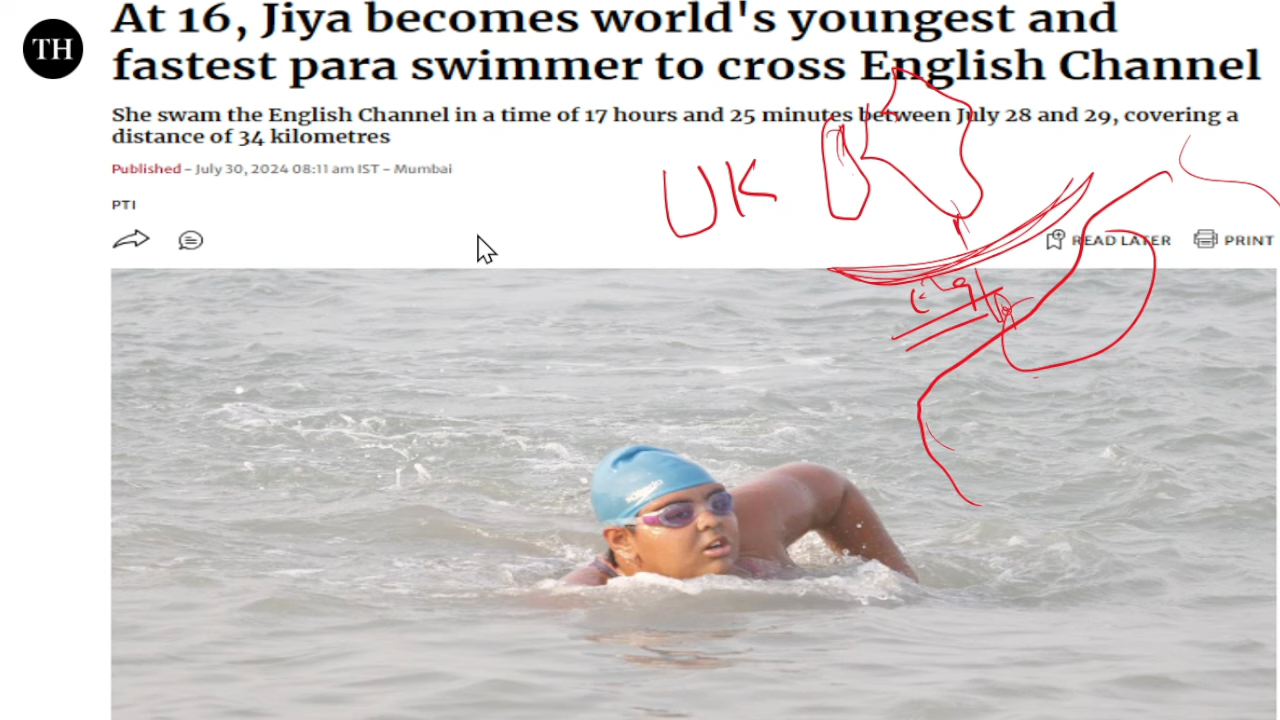 At 16, Jiya becomes world's youngest and
TH
fastest para swimmer to cross English Channel
She swam the English Channel in a time of 17 hours and 25 minutes between July 28 and 29, covering a
distance of 34 kilometres
Published - July 30, 2024 08:11 am IST - Mumbai
UK
PTI
READ LATER PRINT